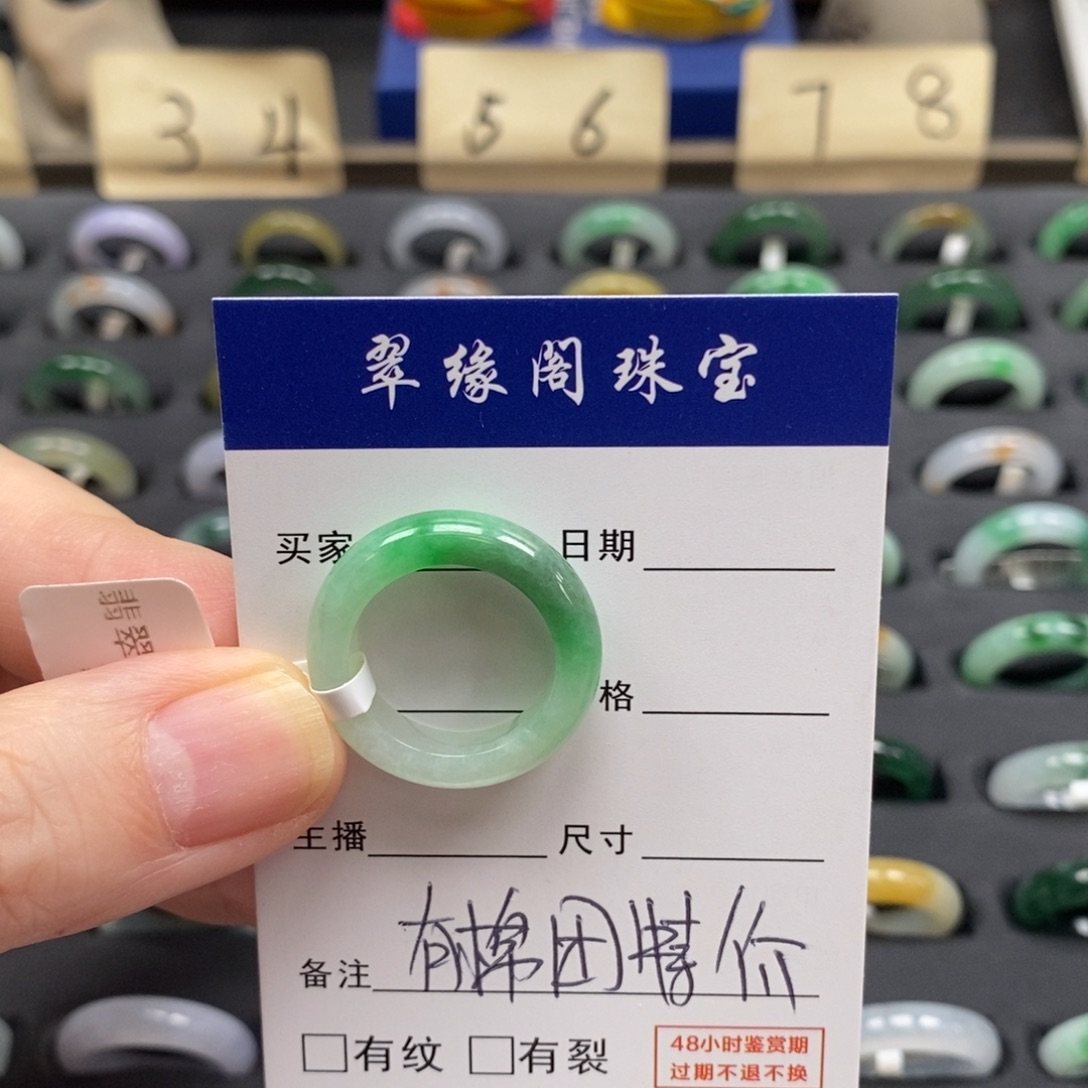 3 4
5 6
7 8
翠缘阁珠宝
买家
日期
翡翠
格
主播
尺寸
备注 有棉团特价
有纹 有裂
48小时鉴赏期
过期不退不换